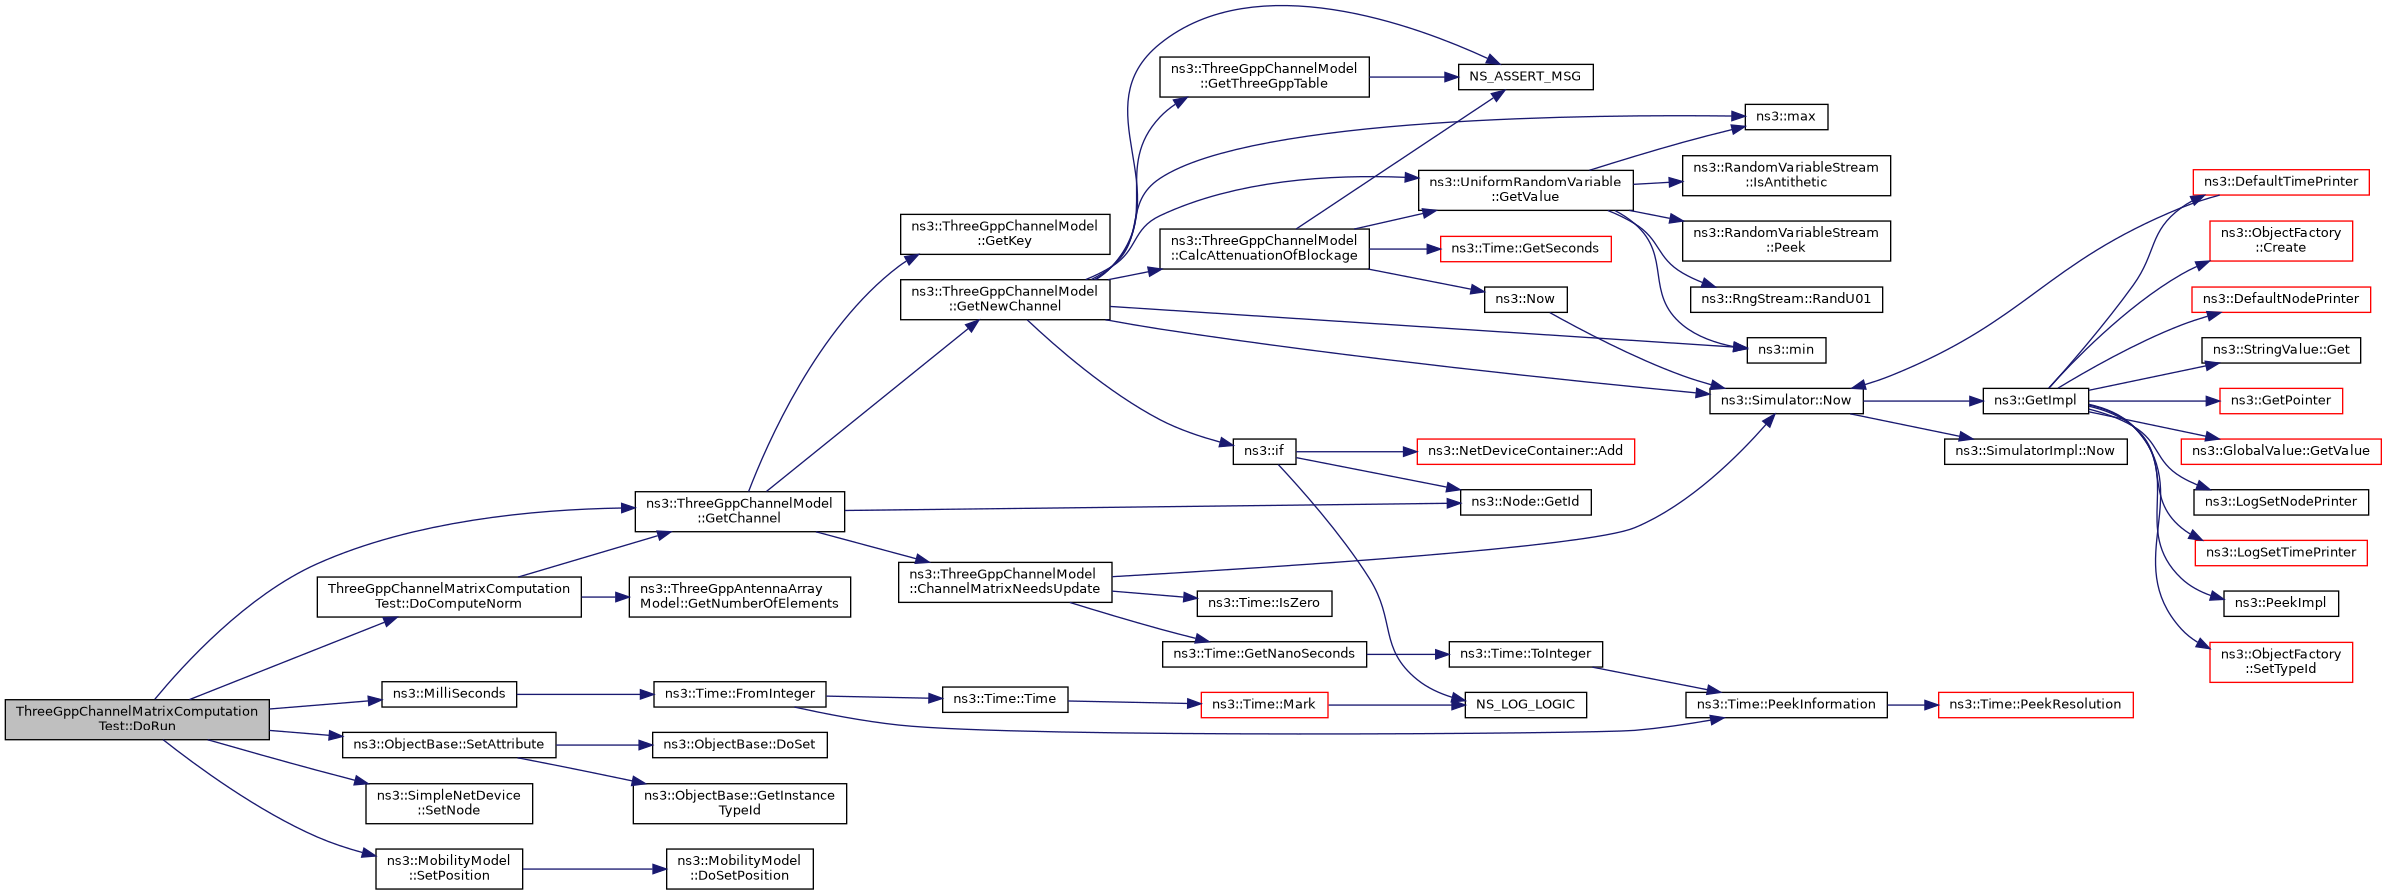 ThreeGppChannelMatrixComputation
Test::DoRun
ns3::ThreeGppChannelModel
::GetChannel
ThreeGppChannelMatrixComputation
Test::DoComputeNorm
ns3::MilliSeconds
ns3::ObjectBase::SetAttribute
ns3::SimpleNetDevice
::SetNode
ns3::MobilityModel
::SetPosition
ns3::ThreeGppAntennaArray
Model::GetNumberOfElements
ns3::Time::FromInteger
ns3::ObjectBase::DoSet
ns3::ObjectBase::GetInstance
TypeId
ns3::MobilityModel
::DoSetPosition
ns3::ThreeGppChannelModel
::GetKey
ns3::ThreeGppChannelModel
::GetNewChannel
ns3::ThreeGppChannelModel
::ChannelMatrixNeedsUpdate
ns3::Time::Time
ns3::ThreeGppChannelModel
::GetThreeGppTable
ns3::ThreeGppChannelModel
::CalcAttenuationOfBlockage
ns3::if
ns3::Time::IsZero
ns3::Time::GetNanoSeconds
ns3::Time::Mark
NS_ASSERT_MSG
ns3::UniformRandomVariable
::GetValue
ns3::Time::GetSeconds
ns3::Now
ns3::NetDeviceContainer::Add
ns3::Node::GetId
ns3::Time::ToInteger
NS_LOG_LOGIC
ns3::max
ns3::RandomVariableStream
::IsAntithetic
ns3::RandomVariableStream
::Peek
ns3::RngStream::RandU01
ns3::min
ns3::Simulator::Now
ns3::Time::PeekInformation
ns3::GetImpl
ns3::SimulatorImpl::Now
ns3::Time::PeekResolution
ns3::DefaultTimePrinter
ns3::ObjectFactory
::Create
ns3::DefaultNodePrinter
ns3::StringValue::Get
ns3::GetPointer
ns3::GlobalValue::GetValue
ns3::LogSetNodePrinter
ns3::LogSetTimePrinter
ns3::PeekImpl
ns3::ObjectFactory
::SetTypeId